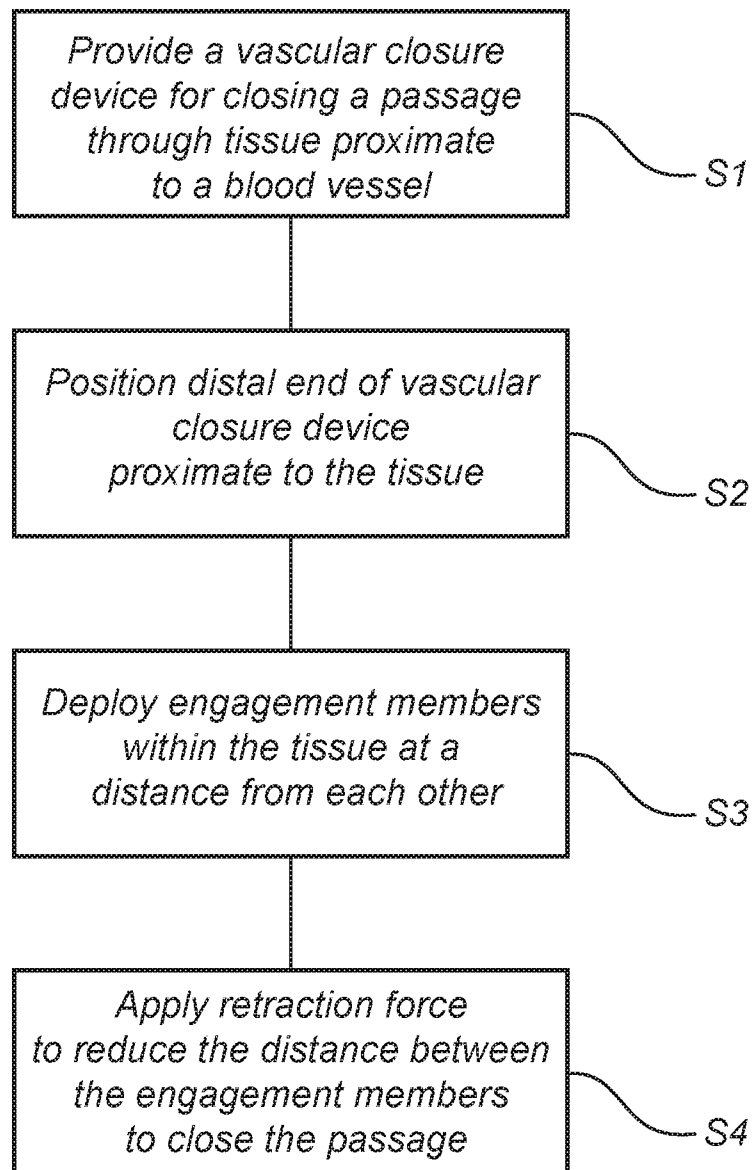 Provide a vascular closure
device for closing a passage
through tissue proximate
to a blood vessel
S1
Position distal end of vascular
closure device
proximate to the tissue
S2
Deploy engagement members
within the tissue at a
distance from each other
S3
Apply retraction force
to reduce the distance between
the engagement members
to close the passage
S4